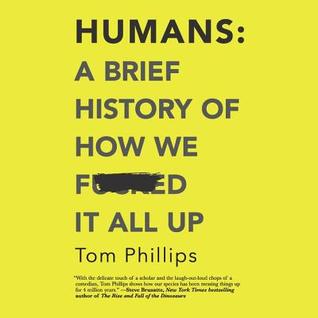 HUMANS:
A BRIEF
HISTORY OF
HOW WE
FUCKED
IT ALL UP
Tom Phillips
"With the delicate touch of a scholar and the laugh-out-loud chops of a
comedian, Tom Phillips shows how our species has been messing things up
for 4 million years." —Steve Brusatte, New York Times bestselling
author of The Rise and Fall of the Dinosaurs